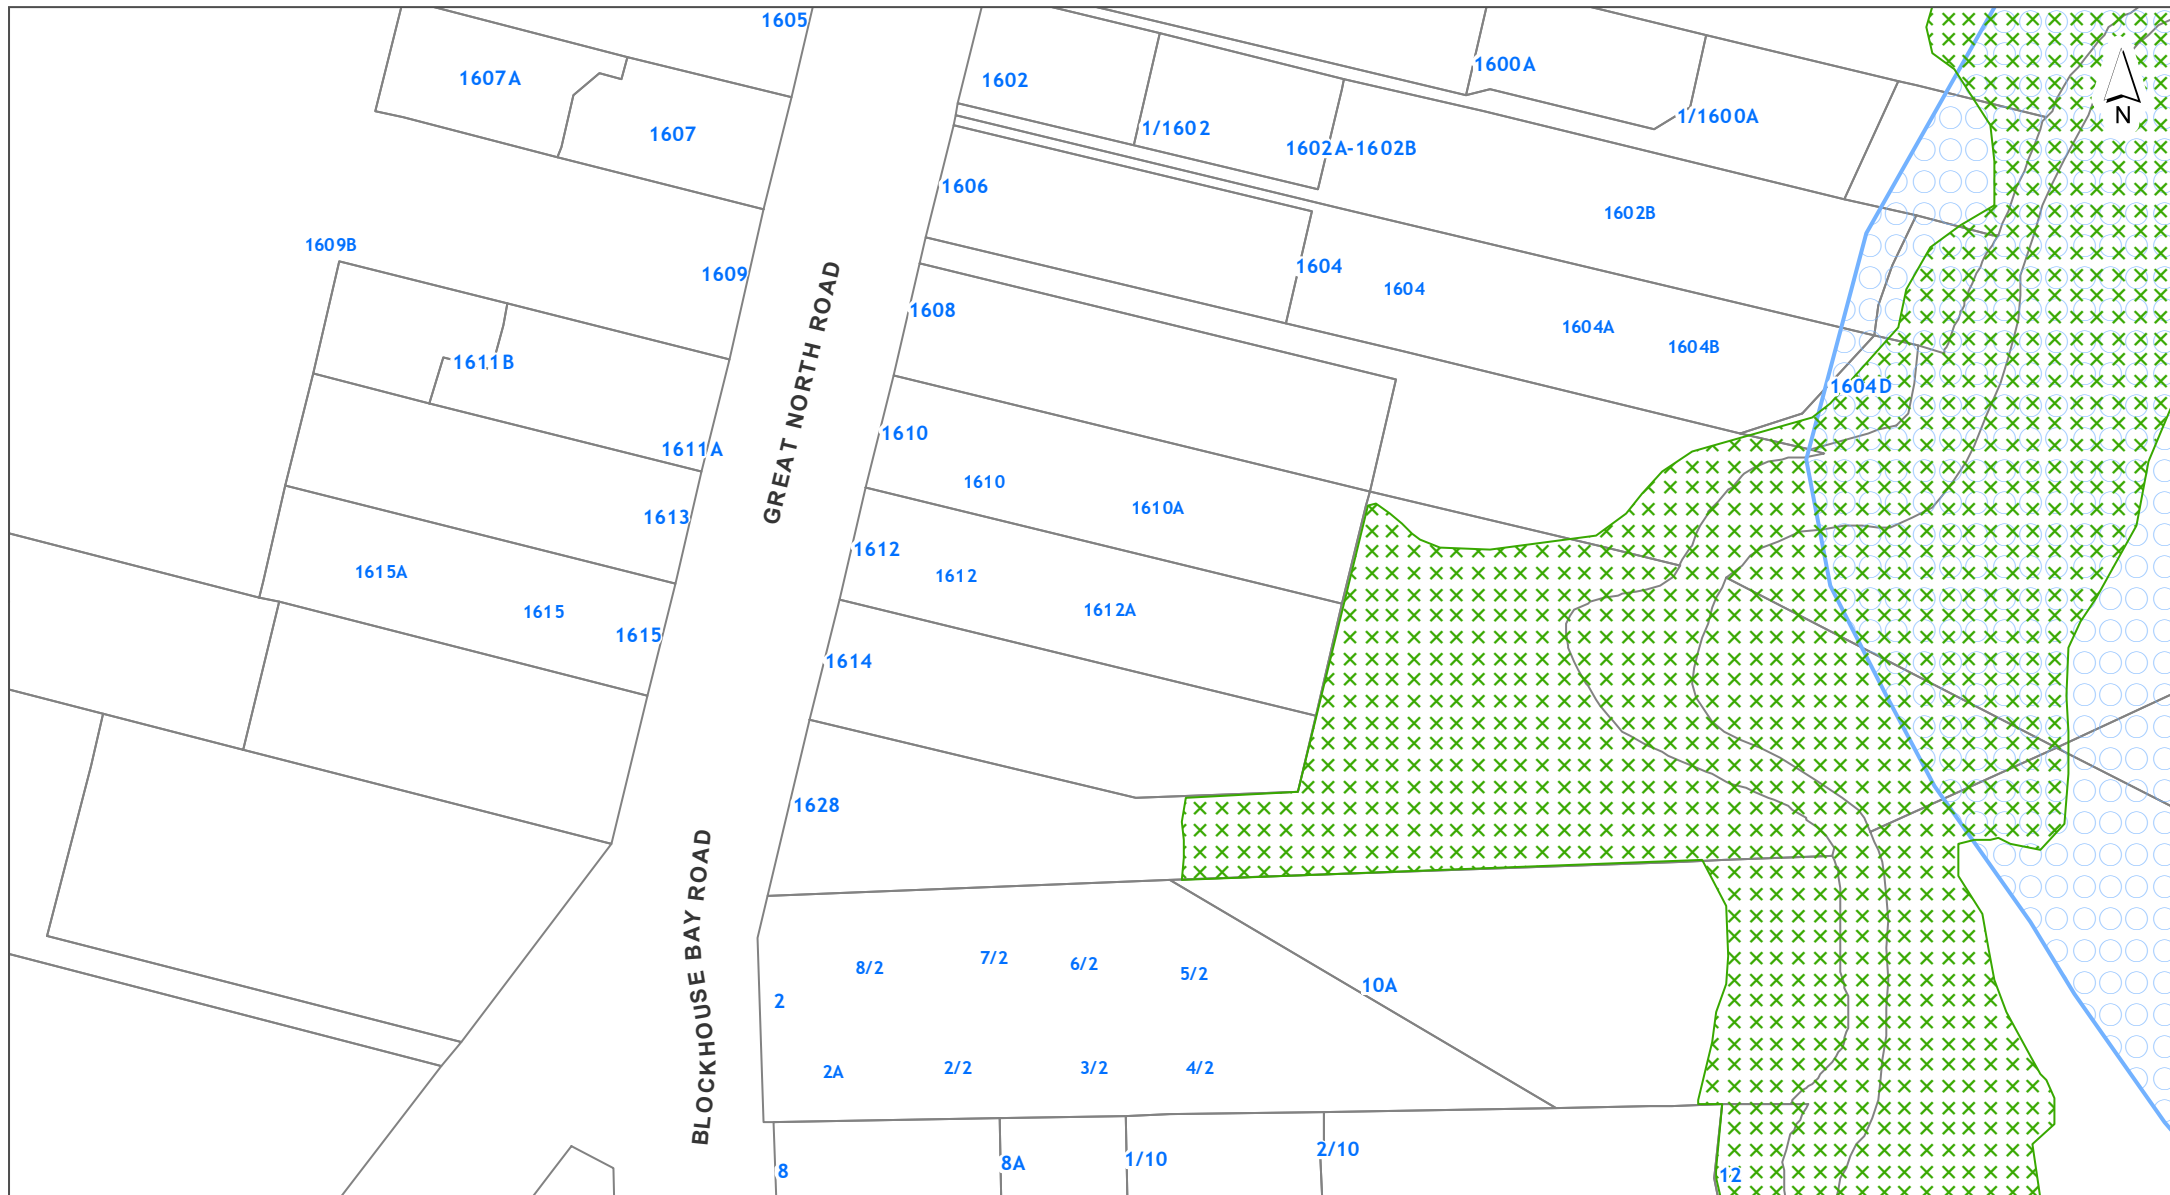 1605
1607A
1607
1602
1/1602
1600A
1/1600A
N
1602A-1602B
1602B
1606
1609B
1609
1604
1604
1604A
1604B
1604D
1608
1611B
1611A
1610
1610
1610A
1613
1612
1612
1612A
1615A
1615
1615
1614
GREAT NORTH ROAD
1628
BLOCKHOUSE BAY ROAD
8/2
7/2
6/2
5/2
10A
2
2A
2/2
3/2
4/2
8
8A
1/10
2/10
12